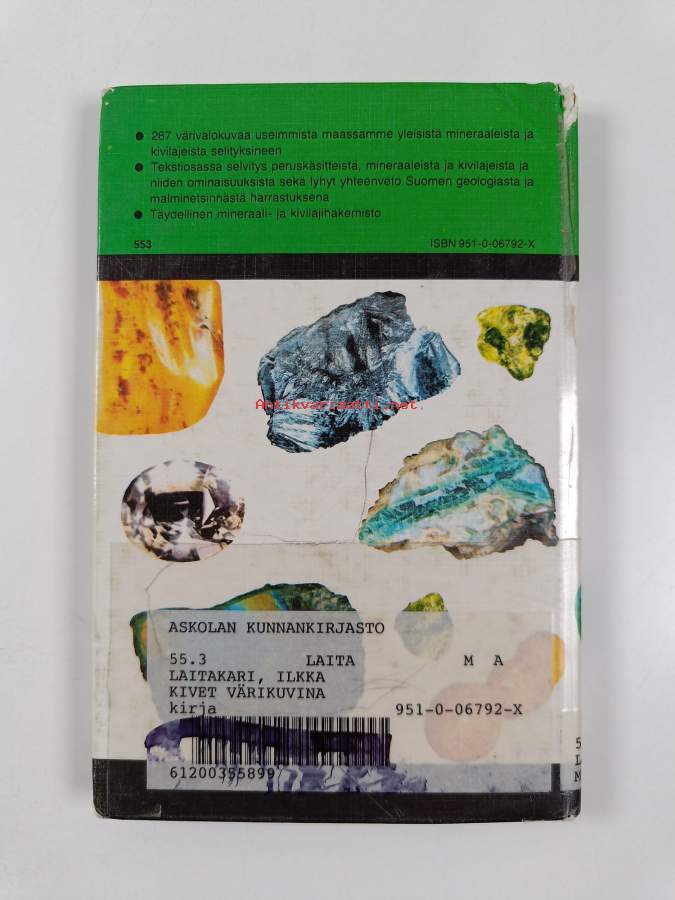 ● 267 värivalokuvaa useimmista maassamme yleisistä mineraaleista ja
kivilajeista selityksineen
● Tekstiosassa selvitys peruskäsitteistä, mineraaleista ja kivilajeista ja
niiden ominaisuuksista sekä lyhyt yhteenveto Suomen geologiasta ja
malminetsinnästä harrastuksena
● Täydellinen mineraali- ja kivilajihakemisto
553 ISBN 951-0-06792-X
Antikvariaatti.net
ASKOLAN KUNNANKIRJASTO
55.3 LAITA M A
LAITAKARI, ILKKA
KIVET VÄRIKUVINA
kirja 951-0-06792-X
61200355899
5
L
M